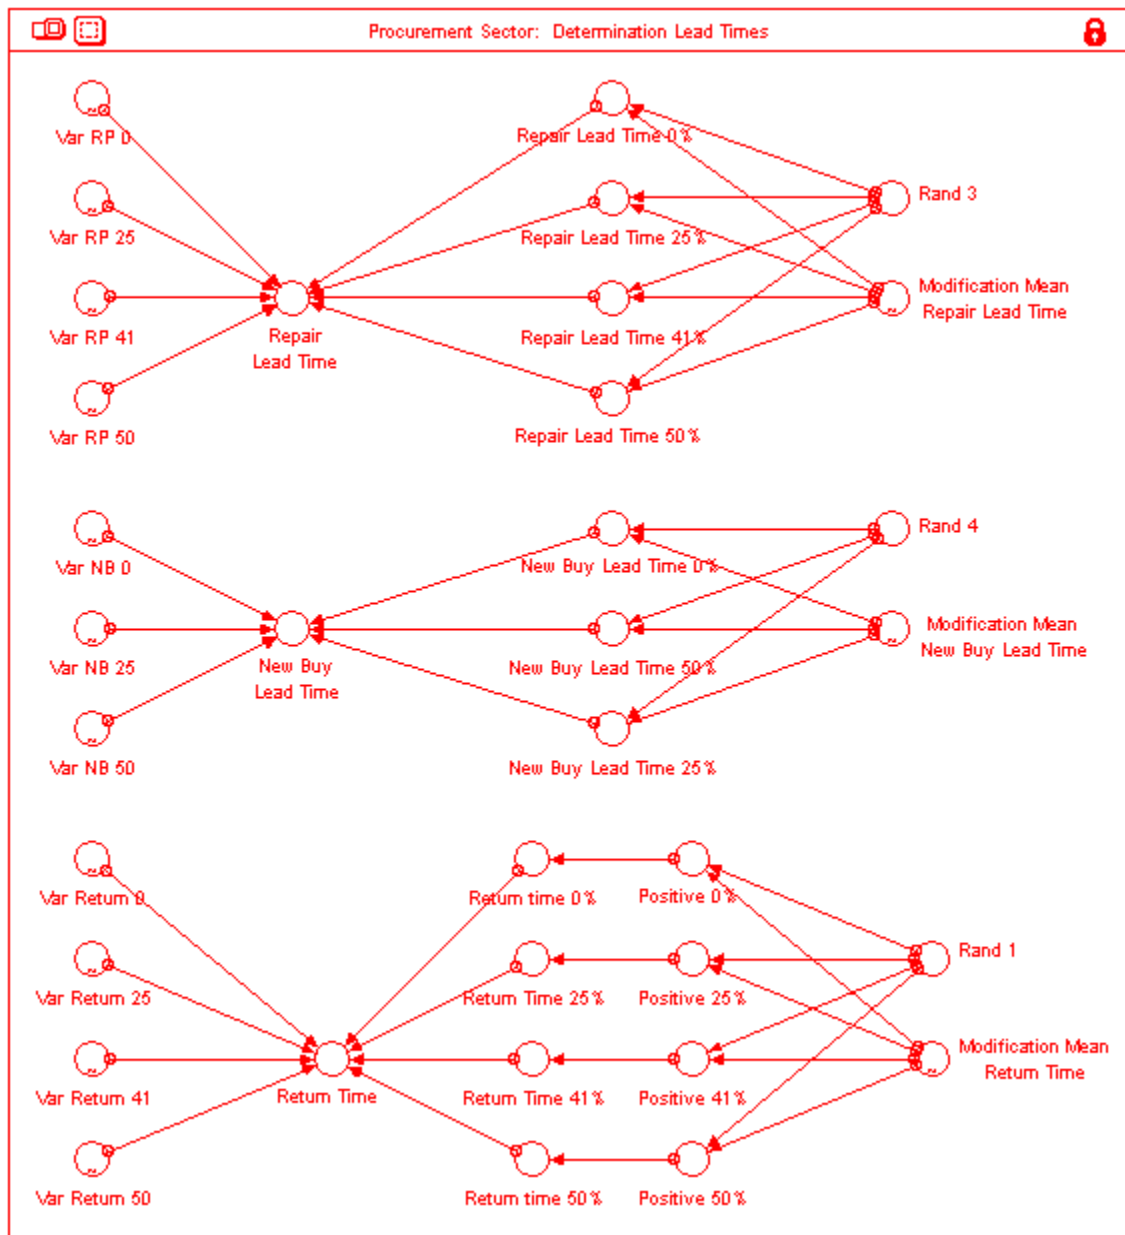 Procurement Sector: Determination Lead Times
Var RP 0
Repair Lead Time 0%
Rand 3
Var RP 25
Repair Lead Time 25%
Modification Mean
Repair Lead Time
Var RP 41
Repair
Lead Time
Repair Lead Time 41%
Var RP 50
Repair Lead Time 50%
Rand 4
Var NB 0
New Buy Lead Time 0%
Modification Mean
New Buy Lead Time
Var NB 25
New Buy
Lead Time
New Buy Lead Time 50%
Var NB 50
New Buy Lead Time 25%
Var Return 0
Return time 0%
Positive 0%
Rand 1
Var Return 25
Return Time 25%
Positive 25%
Modification Mean
Return Time
Var Return 41
Return Time
Return Time 41%
Positive 41%
Var Return 50
Return time 50%
Positive 50%